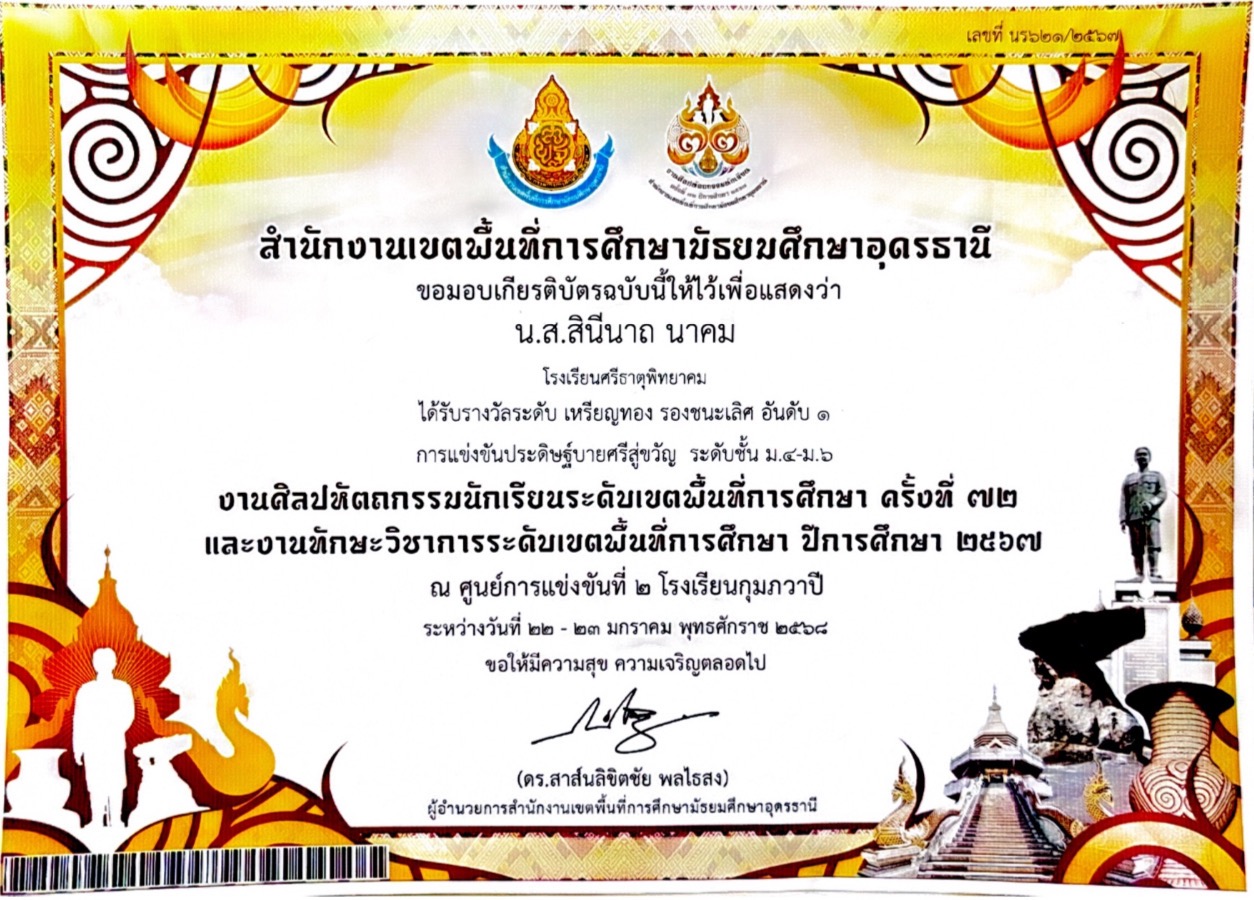 เลขที่ นร๖๒๑/๒๕๖๗
๗๒
สำนักงานเขตพื้นที่การศึกษามัธยมศึกษาอุดรธานี
ขอมอบเกียรติบัตรฉบับนี้ให้ไว้เพื่อแสดงว่า
น.ส.สินีนาถ นาคม
โรงเรียนศรีธาตุพิทยาคม
ได้รับรางวัลระดับ เหรียญทอง รองชนะเลิศ อันดับ ๑
การแข่งขันประดิษฐ์บายศรีสู่ขวัญ ระดับชั้น ม.๔-ม.๖
งานศิลปหัตถกรรมนักเรียนระดับเขตพื้นที่การศึกษา ครั้งที่ ๗๒
และงานทักษะวิชาการระดับเขตพื้นที่การศึกษา ปีการศึกษา ๒๕๖๗
ณ ศูนย์การแข่งขันที่ ๒ โรงเรียนกุมภวาปี
ระหว่างวันที่ ๒๒ - ๒๓ มกราคม พุทธศักราช ๒๕๖๘
ขอให้มีความสุข ความเจริญตลอดไป
(ดร.สาส์นลิขิตชัย พลไธสง)
ผู้อำนวยการสำนักงานเขตพื้นที่การศึกษามัธยมศึกษาอุดรธานี